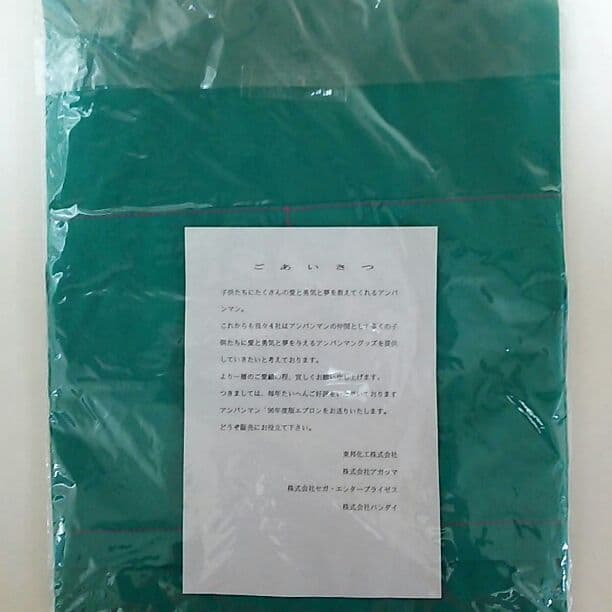 ごあいさつ
子供たちにたくさんの愛と勇気と夢を教えてくれるアンパ
ンマン。
これからも我々4社はアンパンマンの仲間として多くの子
供たちに愛と勇気と夢を与えるアンパンマングッズを提供
していきたいと考えております。
より一層のご愛顧の程、宜しくお願い申し上げます。
つきましては、毎年たいへんご好評をいただいております
アンパンマン '96年度版エプロンをお送りいたします。
どうぞ販売にお役立て下さい。
東邦化工株式会社
株式会社アガツマ
株式会社セガ・エンタープライゼス
株式会社バンダイ